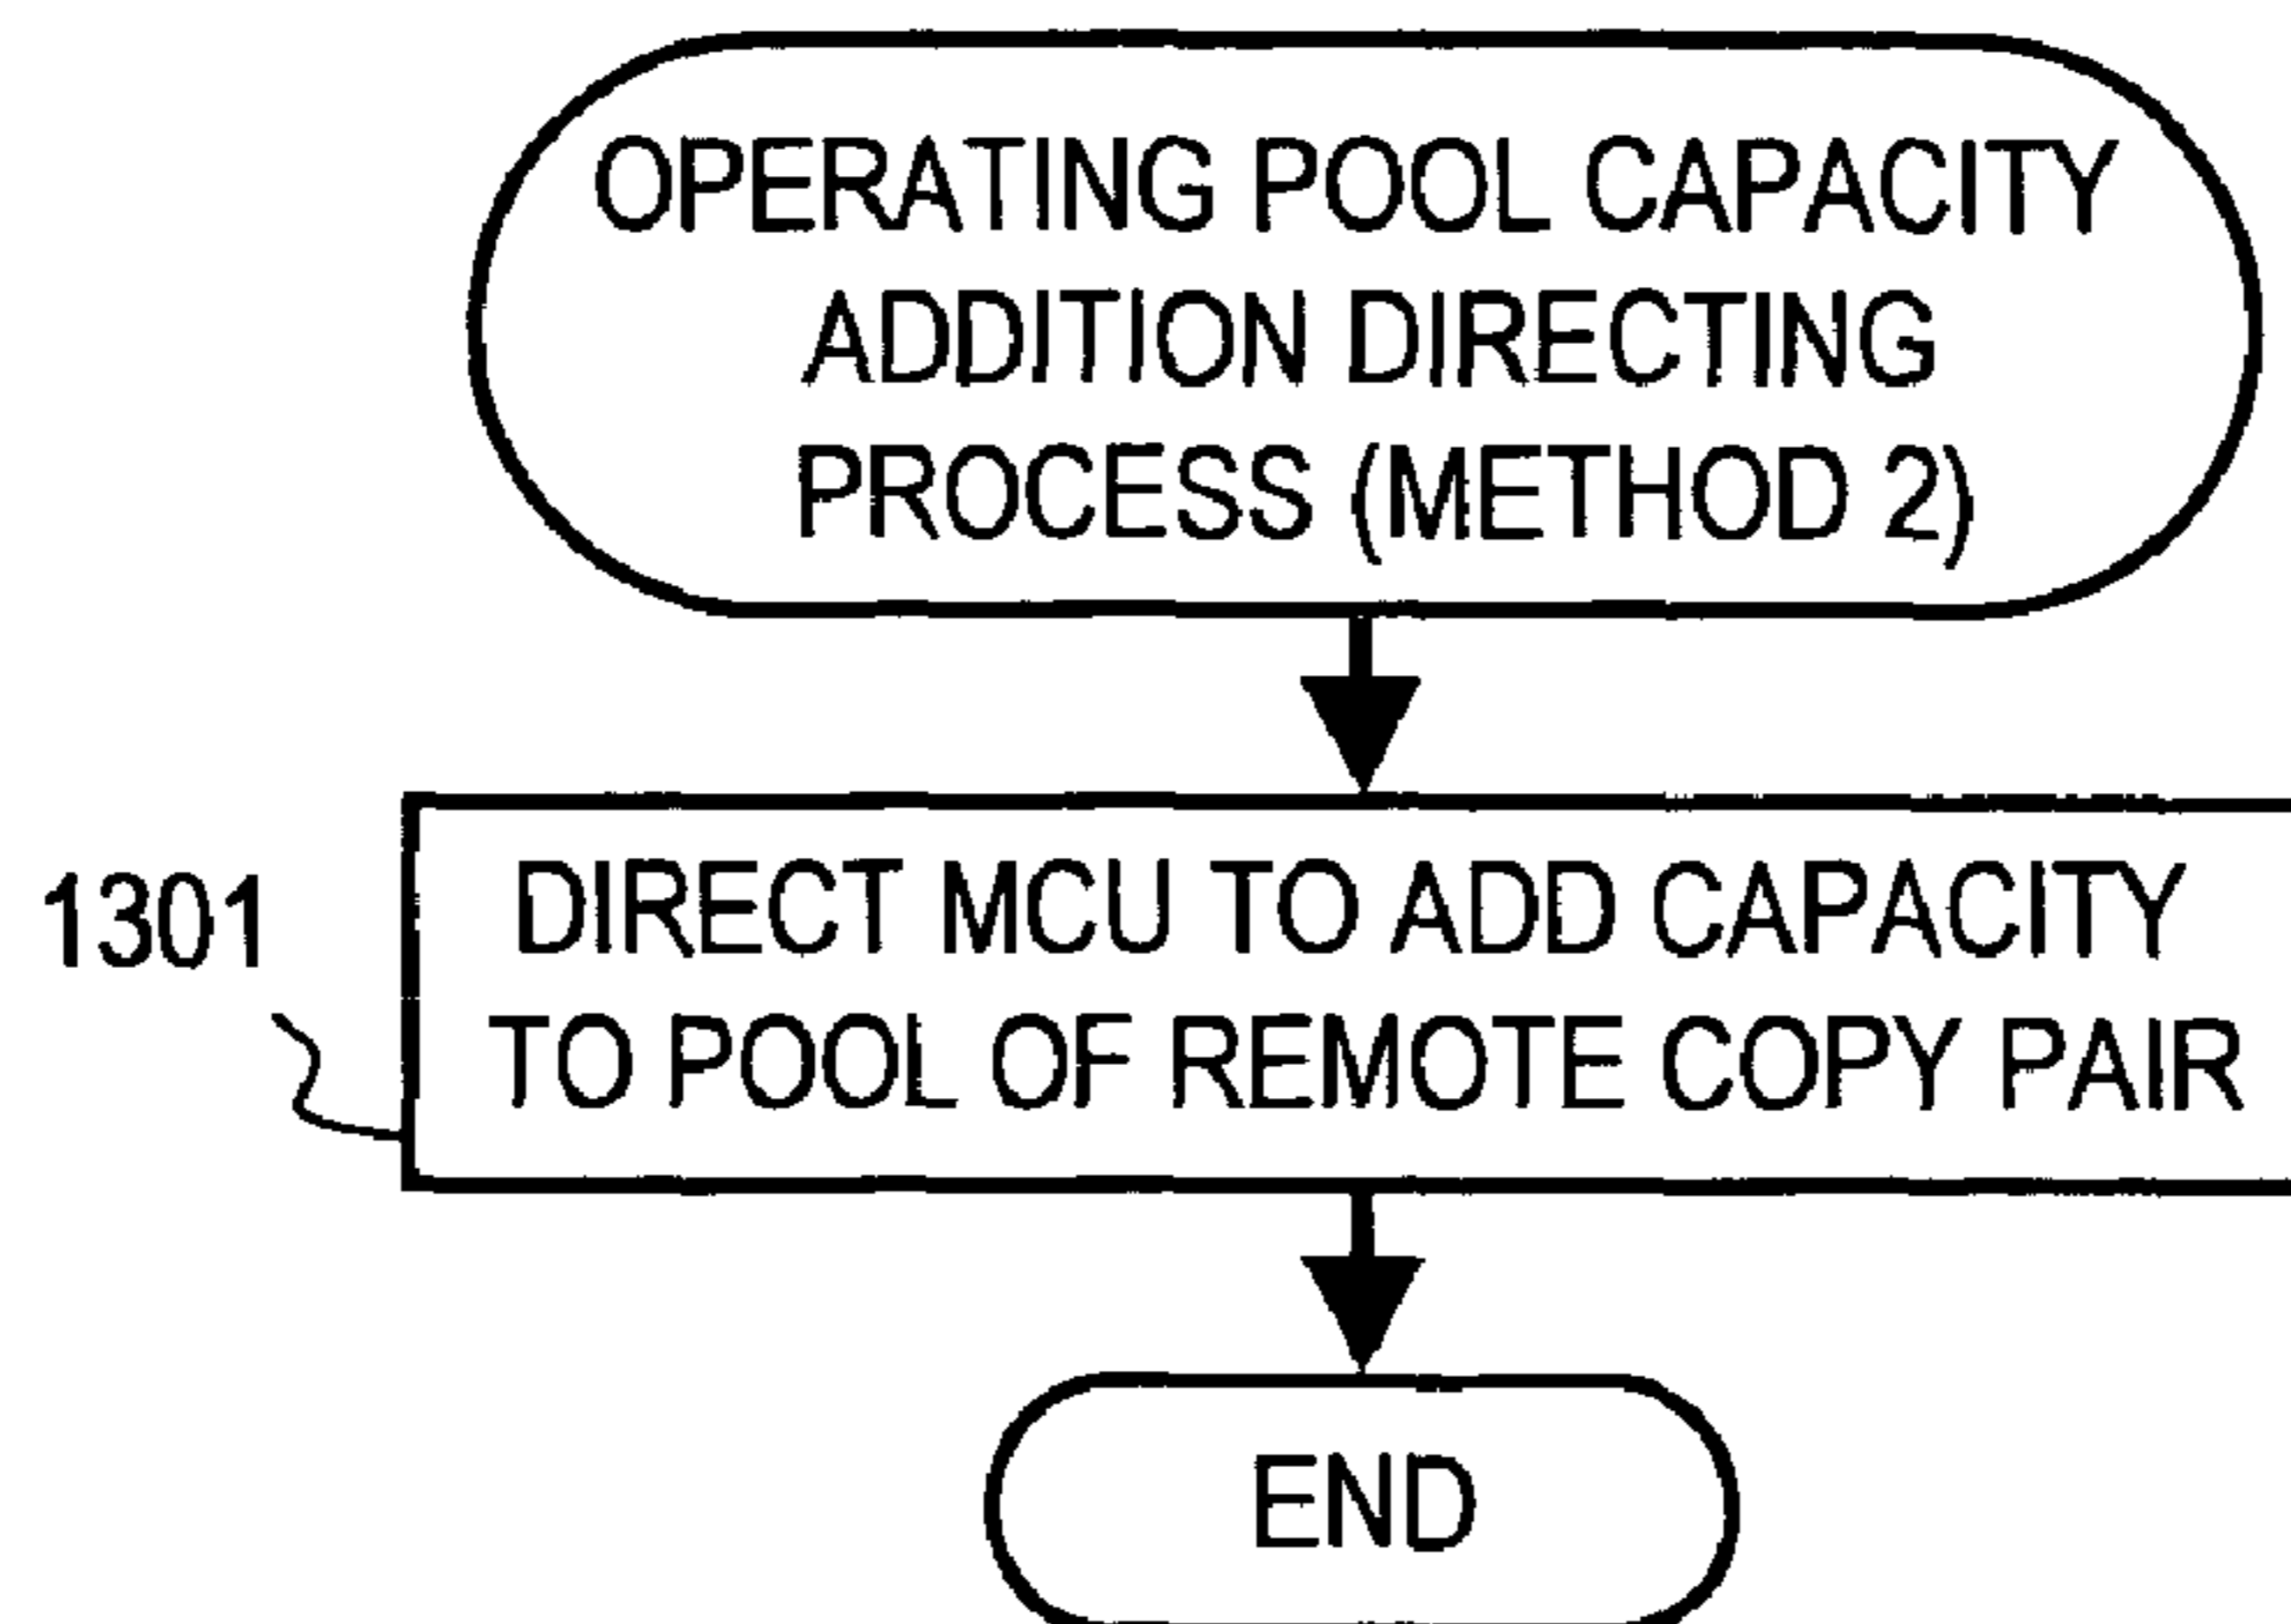 OPERATING POOL CAPACITY
ADDITION DIRECTING
PROCESS (METHOD 2)
1301
DIRECT MCU TO ADD CAPACITY
TO POOL OF REMOTE COPY PAIR
END